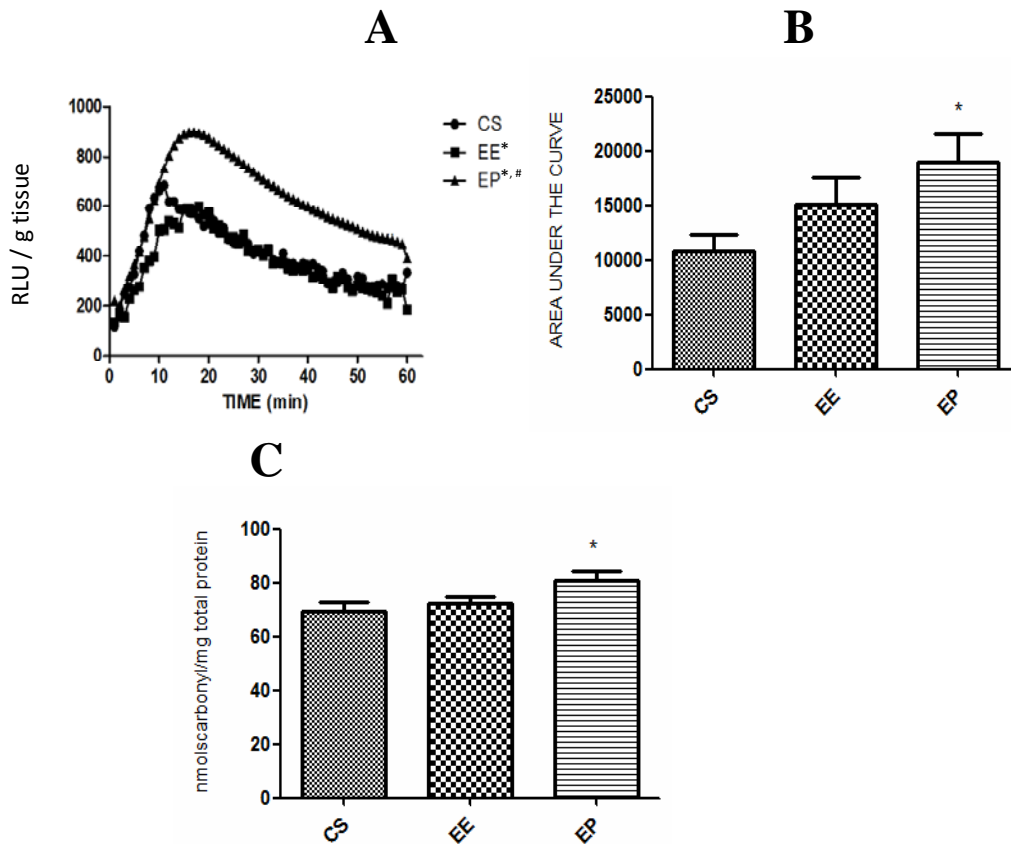 A
RLU / g tissue
1000
800
600
400
200
0
0 10 20 30 40 50 60
TIME (min)
CS
EE*
EP*,#
B
AREA UNDER THE CURVE
25000
20000
15000
10000
5000
0
*
CS EE EP
C
nmolscarbonyl/mg total protein
100
80
60
40
20
0
*
CS EE EP